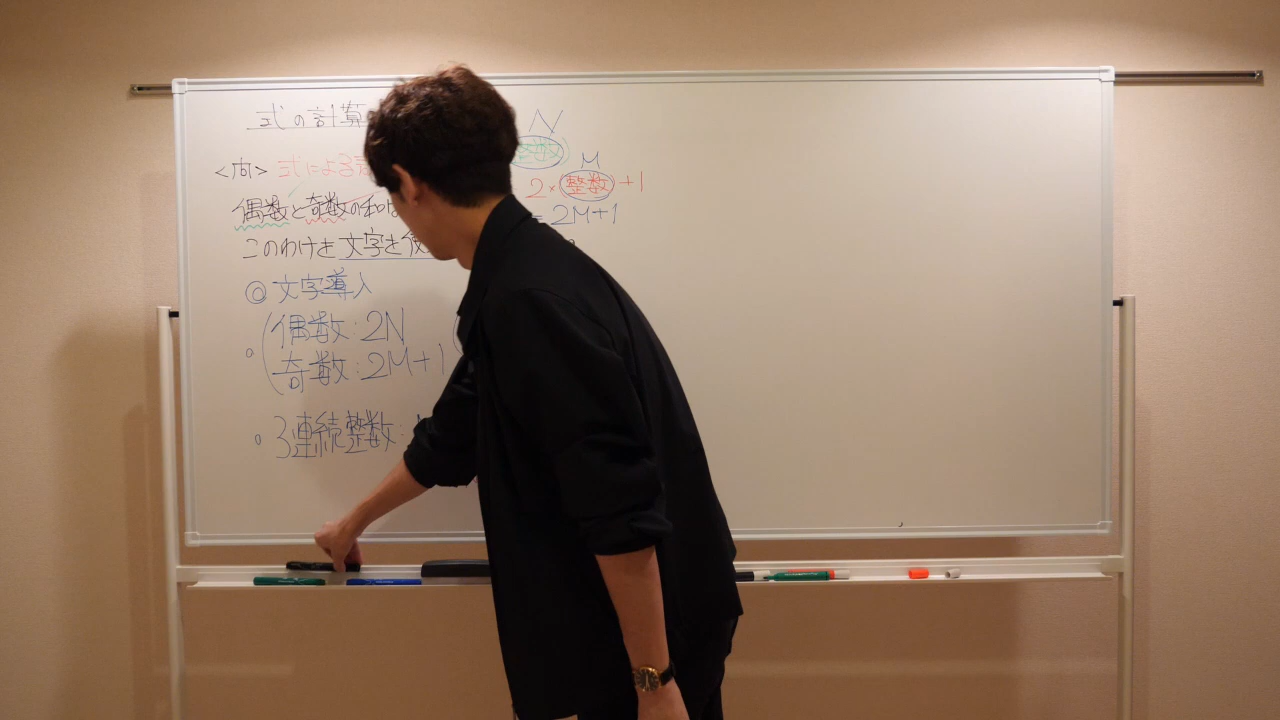 式の計算
N
<問> 式による
整数
M
2×整数+1
偶数と奇数の和は
= 2M+1
このわけを文字を使
◎文字導入
。(偶数:2N
奇数:2M+1
。3連続整数: